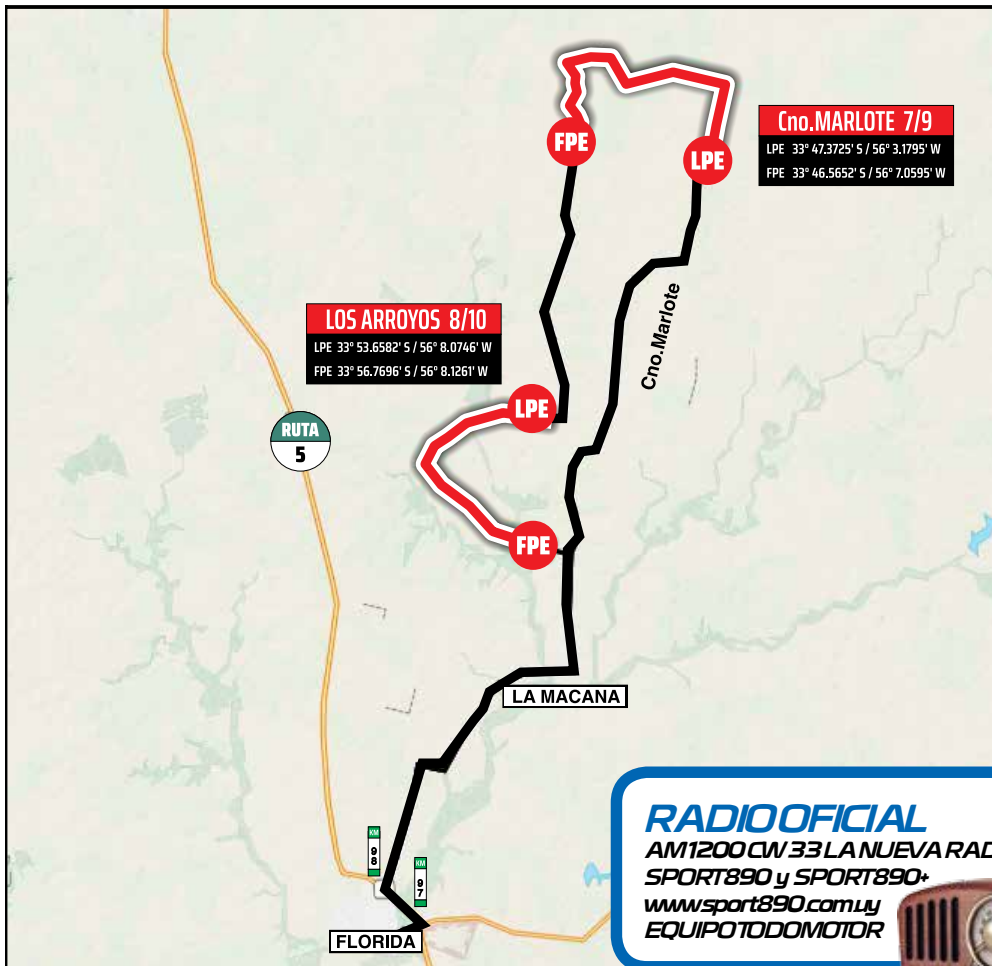 FPE
LPE
Cno.MARLOTE 7/9
LPE 33° 47.3725' S / 56° 3.1795' W
FPE 33° 46.5652' S / 56° 7.0595' W
Cno.Marlote
LOS ARROYOS 8/10
LPE 33° 53.6582' S / 56° 8.0746' W
FPE 33° 56.7696' S / 56° 8.1261' W
LPE
RUTA
5
FPE
LA MACANA
KM
98
KM
97
FLORIDA
RADIO OFICIAL
AM1200 CW 33 LA NUEVA RAD
SPORT890 y SPORT890+
www.sport890.com.uy
EQUIPO TODOMOTOR